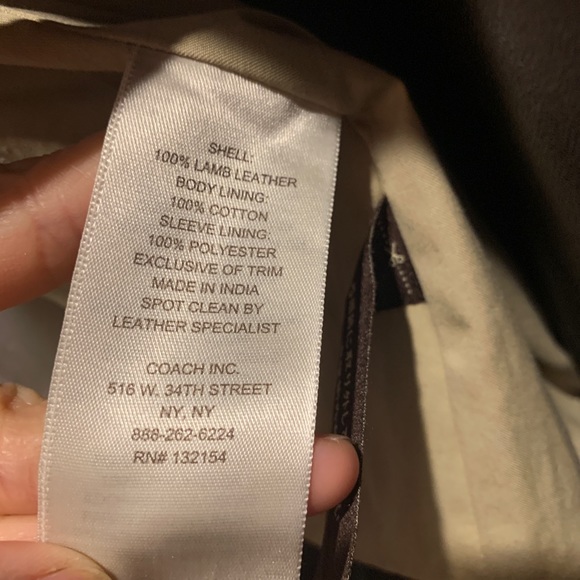 SHELL:
100% LAMB LEATHER
BODY LINING:
100% COTTON
SLEEVE LINING:
100% POLYESTER
EXCLUSIVE OF TRIM
MADE IN INDIA
SPOT CLEAN BY
LEATHER SPECIALIST
COACH INC.
516 W. 34TH STREET
NY, NY
888-262-6224
RN# 132154